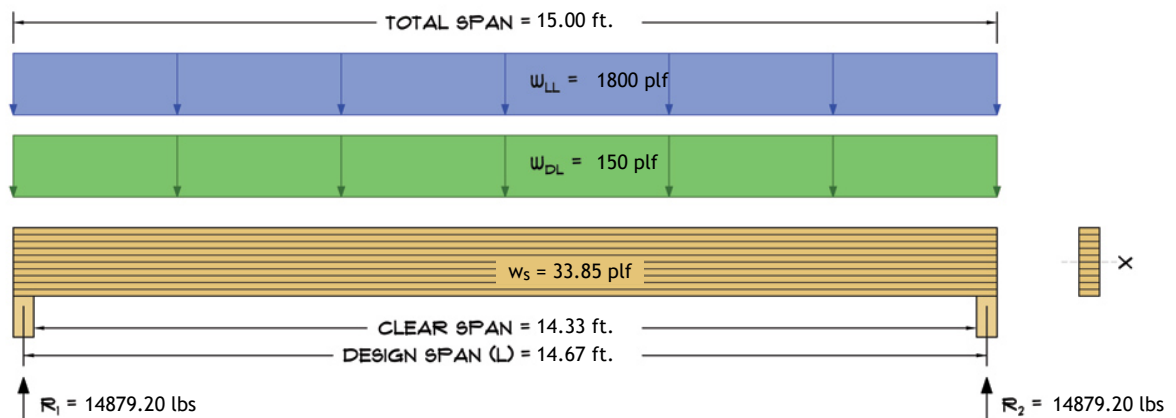 TOTAL SPAN = 15.00 ft.
wLL = 1800 plf
wDL = 150 plf
ws = 33.85 plf
X
CLEAR SPAN = 14.33 ft.
DESIGN SPAN (L) = 14.67 ft.
R1 = 14879.20 lbs
R2 = 14879.20 lbs